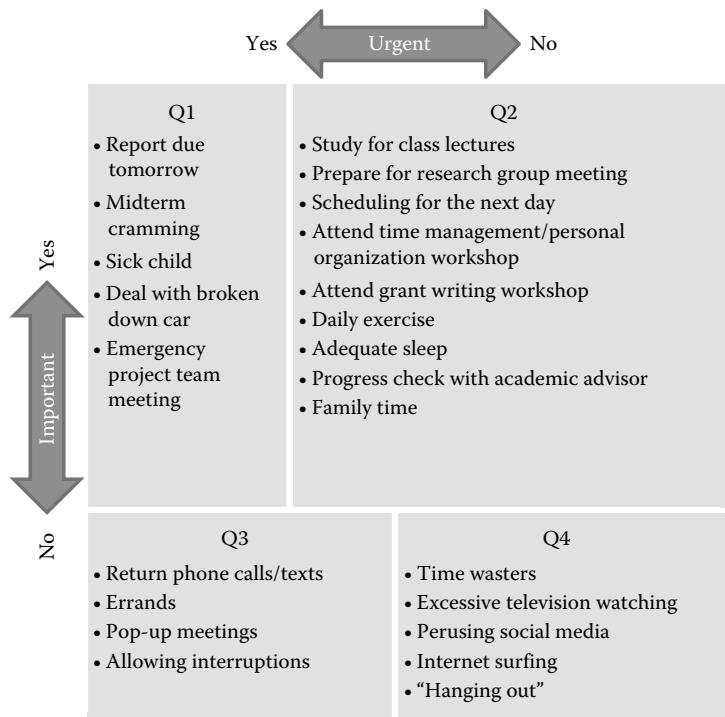 Yes Urgent No
Yes
Important
No
Q1
• Report due
tomorrow
• Midterm
cramming
• Sick child
• Deal with broken
down car
• Emergency
project team
meeting
Q2
• Study for class lectures
• Prepare for research group meeting
• Scheduling for the next day
• Attend time management/personal
organization workshop
• Attend grant writing workshop
• Daily exercise
• Adequate sleep
• Progress check with academic advisor
• Family time
Q3
• Return phone calls/texts
• Errands
• Pop-up meetings
• Allowing interruptions
Q4
• Time wasters
• Excessive television watching
• Perusing social media
• Internet surfing
• “Hanging out”